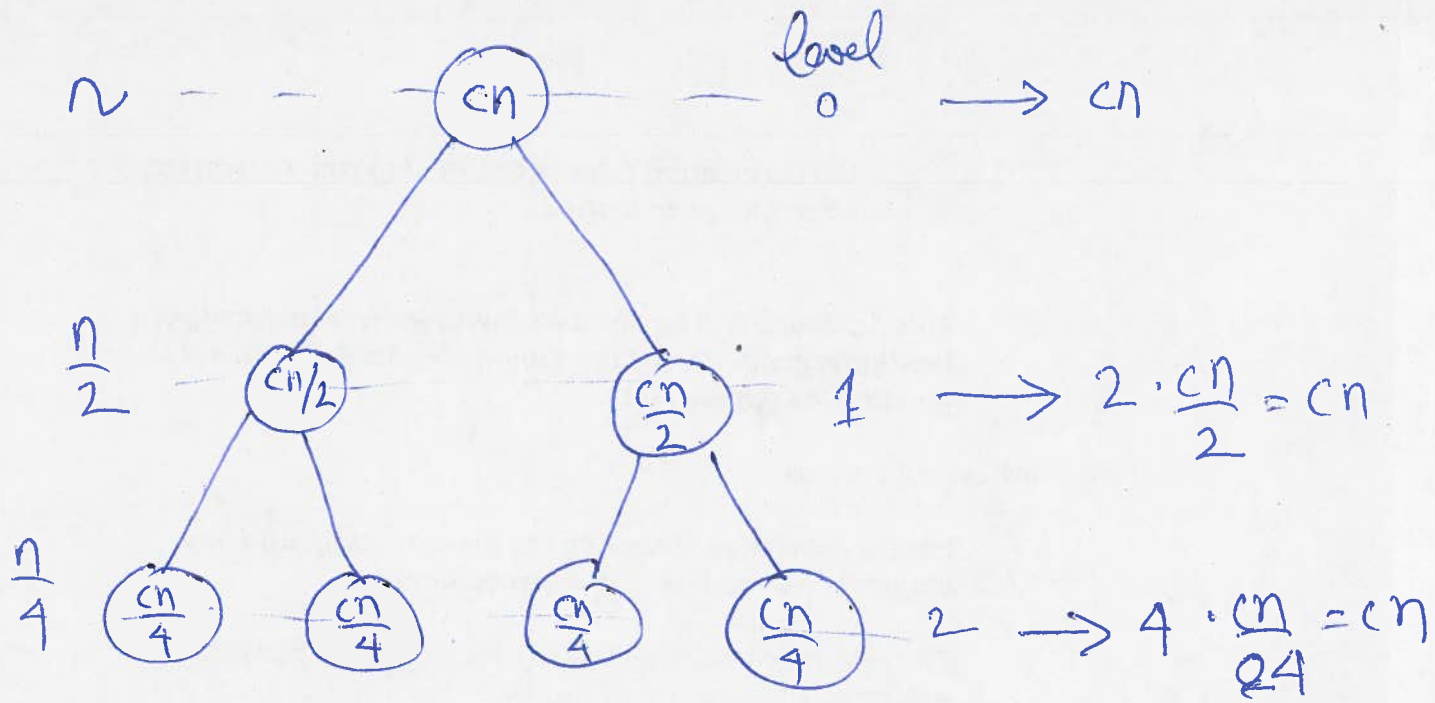 level
n cn 0 → cn
n/2 cn/2 cn/2 1 → 2 · cn/2 = cn
n/4 cn/4 cn/4 cn/4 cn/4 2 → 4 · cn/24 = cn